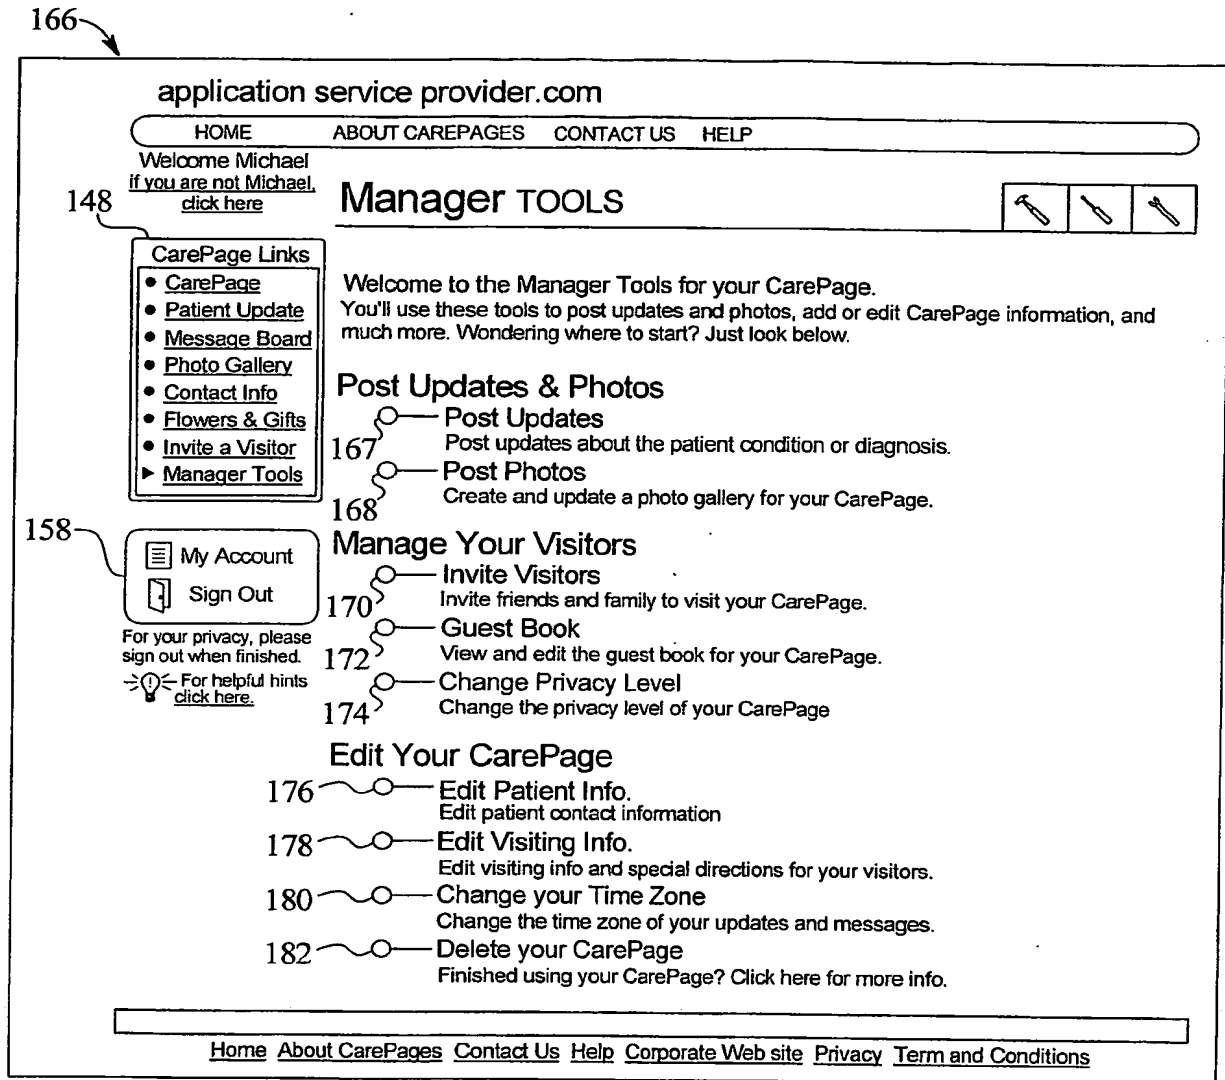 166
application service provider.com
HOME ABOUT CAREPAGES CONTACT US HELP
Welcome Michael
if you are not Michael,
click here
148
Manager TOOLS
CarePage Links
CarePage
Patient Update
Message Board
Photo Gallery
Contact Info
Flowers & Gifts
Invite a Visitor
Manager Tools
158
My Account
Sign Out
For your privacy, please
sign out when finished.
For helpful hints
click here.
Welcome to the Manager Tools for your CarePage.
You'll use these tools to post updates and photos, add or edit CarePage information, and
much more. Wondering where to start? Just look below.
Post Updates & Photos
Post Updates
167 Post updates about the patient condition or diagnosis.
Post Photos
168 Create and update a photo gallery for your CarePage.
Manage Your Visitors
Invite Visitors
170 Invite friends and family to visit your CarePage.
Guest Book
172 View and edit the guest book for your CarePage.
Change Privacy Level
174 Change the privacy level of your CarePage
Edit Your CarePage
176 Edit Patient Info.
Edit patient contact information
178 Edit Visiting Info.
Edit visiting info and special directions for your visitors.
180 Change your Time Zone
Change the time zone of your updates and messages.
182 Delete your CarePage
Finished using your CarePage? Click here for more info.
Home About CarePages Contact Us Help Corporate Web site Privacy Term and Conditions